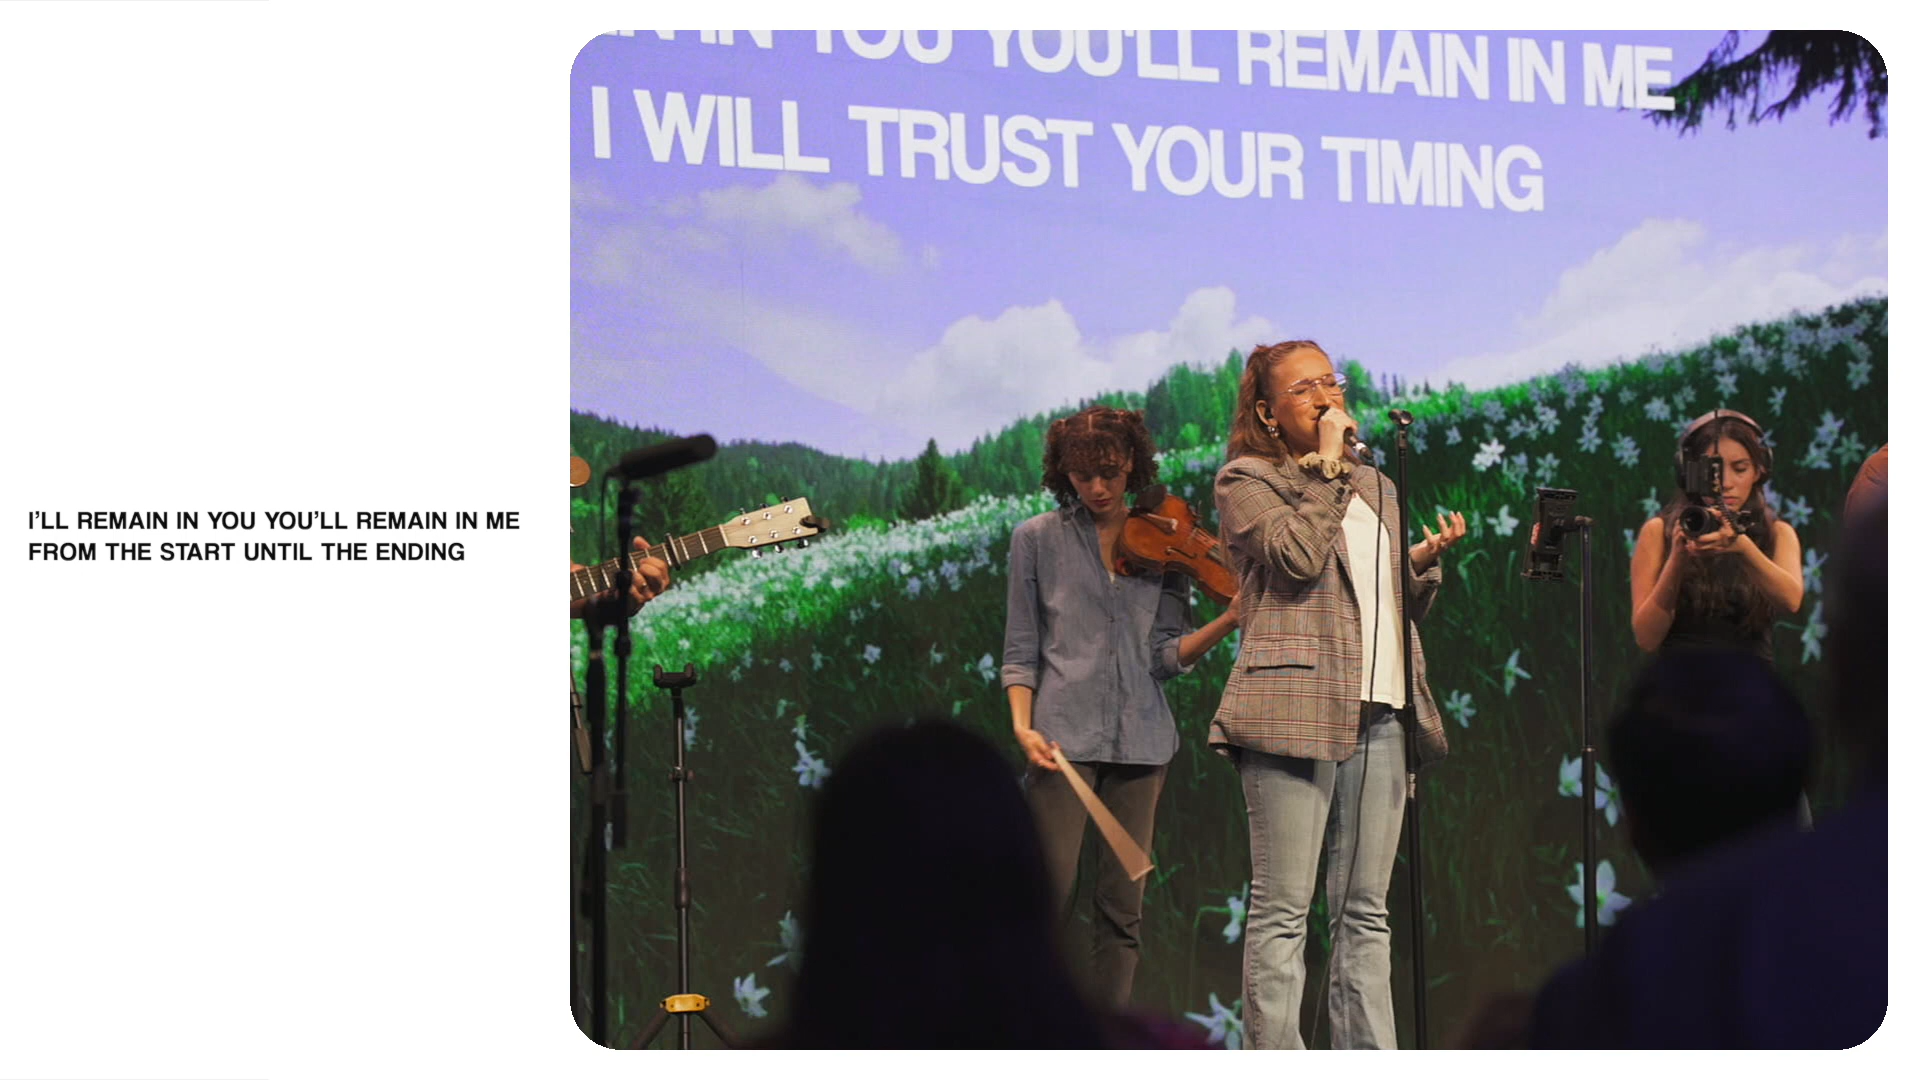 I'LL REMAIN IN YOU YOU'LL REMAIN IN ME
FROM THE START UNTIL THE ENDING
IN YOU YOU'LL REMAIN IN ME
I WILL TRUST YOUR TIMING